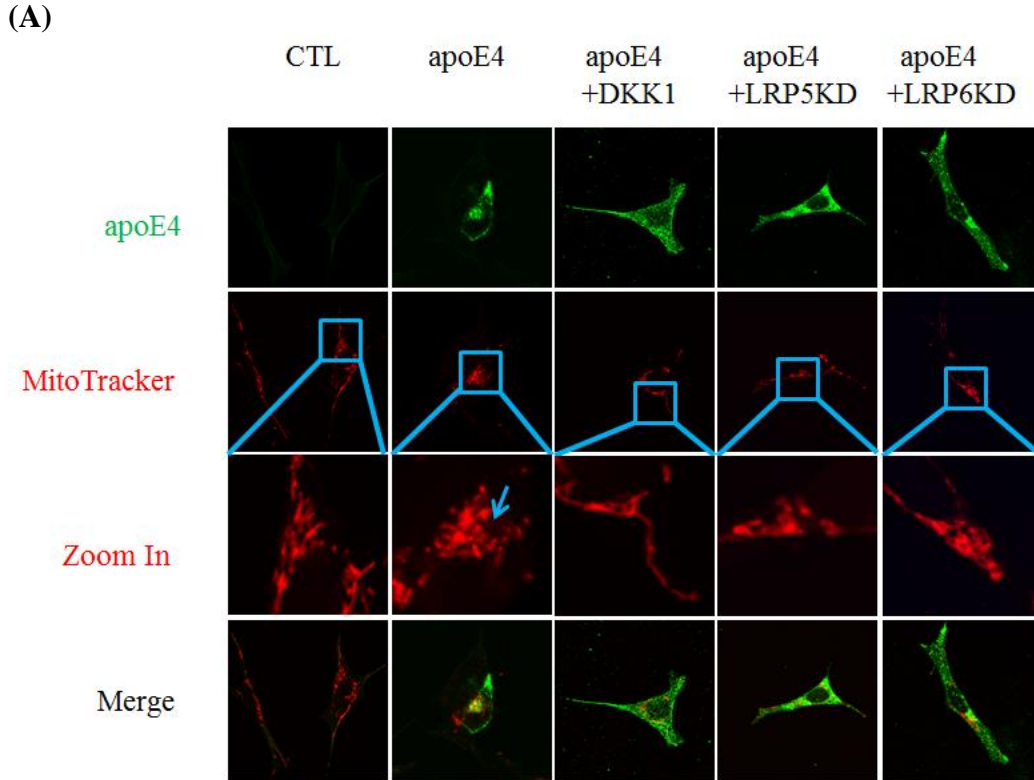 (A)
CTL
apoE4
apoE4
+DKK1
apoE4
+LRP5KD
apoE4
+LRP6KD
apoE4
MitoTracker
Zoom In
Merge